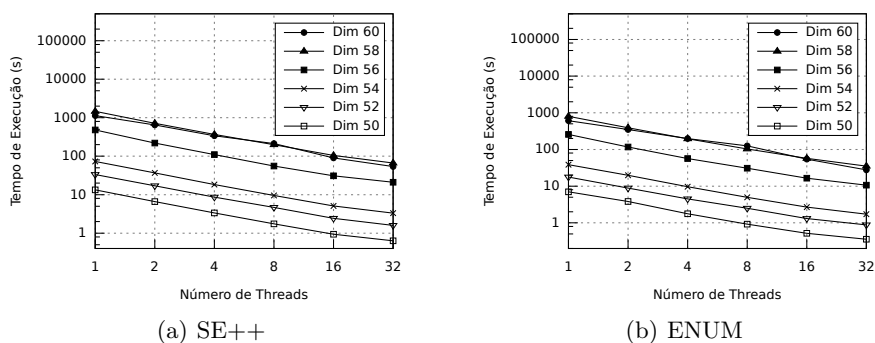 Tempo de Execução (s)
100000
10000
1000
100
10
1
1 2 4 8 16 32
Número de Threads
Dim 60
Dim 58
Dim 56
Dim 54
Dim 52
Dim 50
(a) SE++
Tempo de Execução (s)
100000
10000
1000
100
10
1
1 2 4 8 16 32
Número de Threads
Dim 60
Dim 58
Dim 56
Dim 54
Dim 52
Dim 50
(b) ENUM